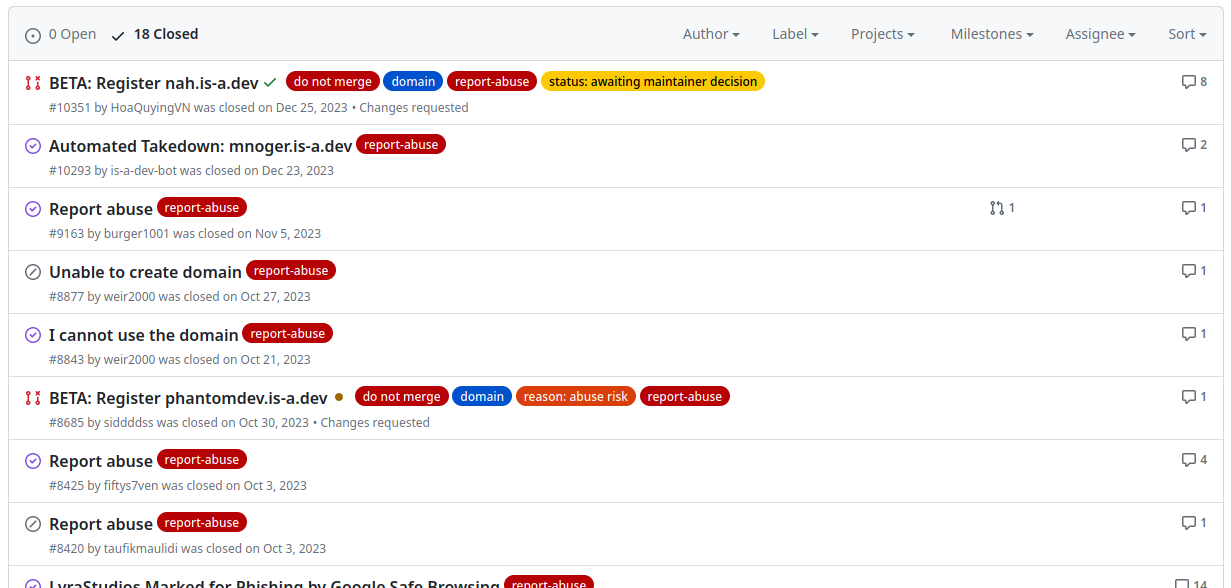 0 Open 18 Closed Author Label Projects Milestones Assignee Sort
BETA: Register nah.is-a.dev do not merge domain report-abuse status: awaiting maintainer decision 8
#10351 by HoaQuyingVN was closed on Dec 25, 2023 • Changes requested
Automated Takedown: mnoger.is-a.dev report-abuse 2
#10293 by is-a-dev-bot was closed on Dec 23, 2023
Report abuse report-abuse 1 1
#9163 by burger1001 was closed on Nov 5, 2023
Unable to create domain report-abuse 1
#8877 by weir2000 was closed on Oct 27, 2023
I cannot use the domain report-abuse 1
#8843 by weir2000 was closed on Oct 21, 2023
BETA: Register phantomdev.is-a.dev do not merge domain reason: abuse risk report-abuse 1
#8685 by siddddss was closed on Oct 30, 2023 • Changes requested
Report abuse report-abuse 4
#8425 by fiftys7ven was closed on Oct 3, 2023
Report abuse report-abuse 1
#8420 by taufikmaulidi was closed on Oct 3, 2023
LyraStudios Marked for Phishing by Google Safe Browsing report-abuse 14